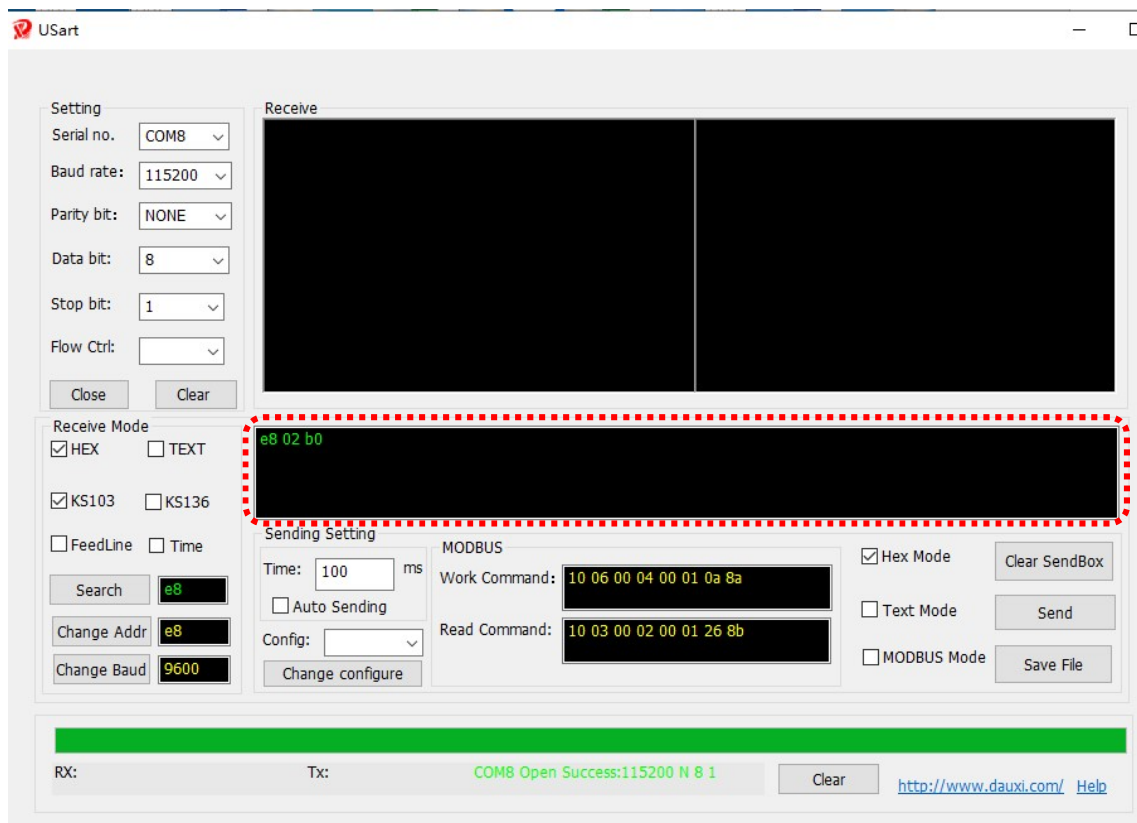 USart
Setting
Serial no.
COM8
Baud rate:
115200
Parity bit:
NONE
Data bit:
8
Stop bit:
1
Flow Ctrl:
Close
Clear
Receive
Receive Mode
HEX
TEXT
KS103
KS136
FeedLine
Time
Search
e8
Change Addr
e8
Change Baud
9600
e8 02 b0
Sending Setting
Time:
100
ms
Auto Sending
Config:
Change configure
MODBUS
Work Command:
10 06 00 04 00 01 0a 8a
Read Command:
10 03 00 02 00 01 26 8b
Hex Mode
Clear SendBox
Text Mode
Send
MODBUS Mode
Save File
RX:
Tx:
COM8 Open Success:115200 N 8 1
Clear
http://www.dauxi.com/
Help